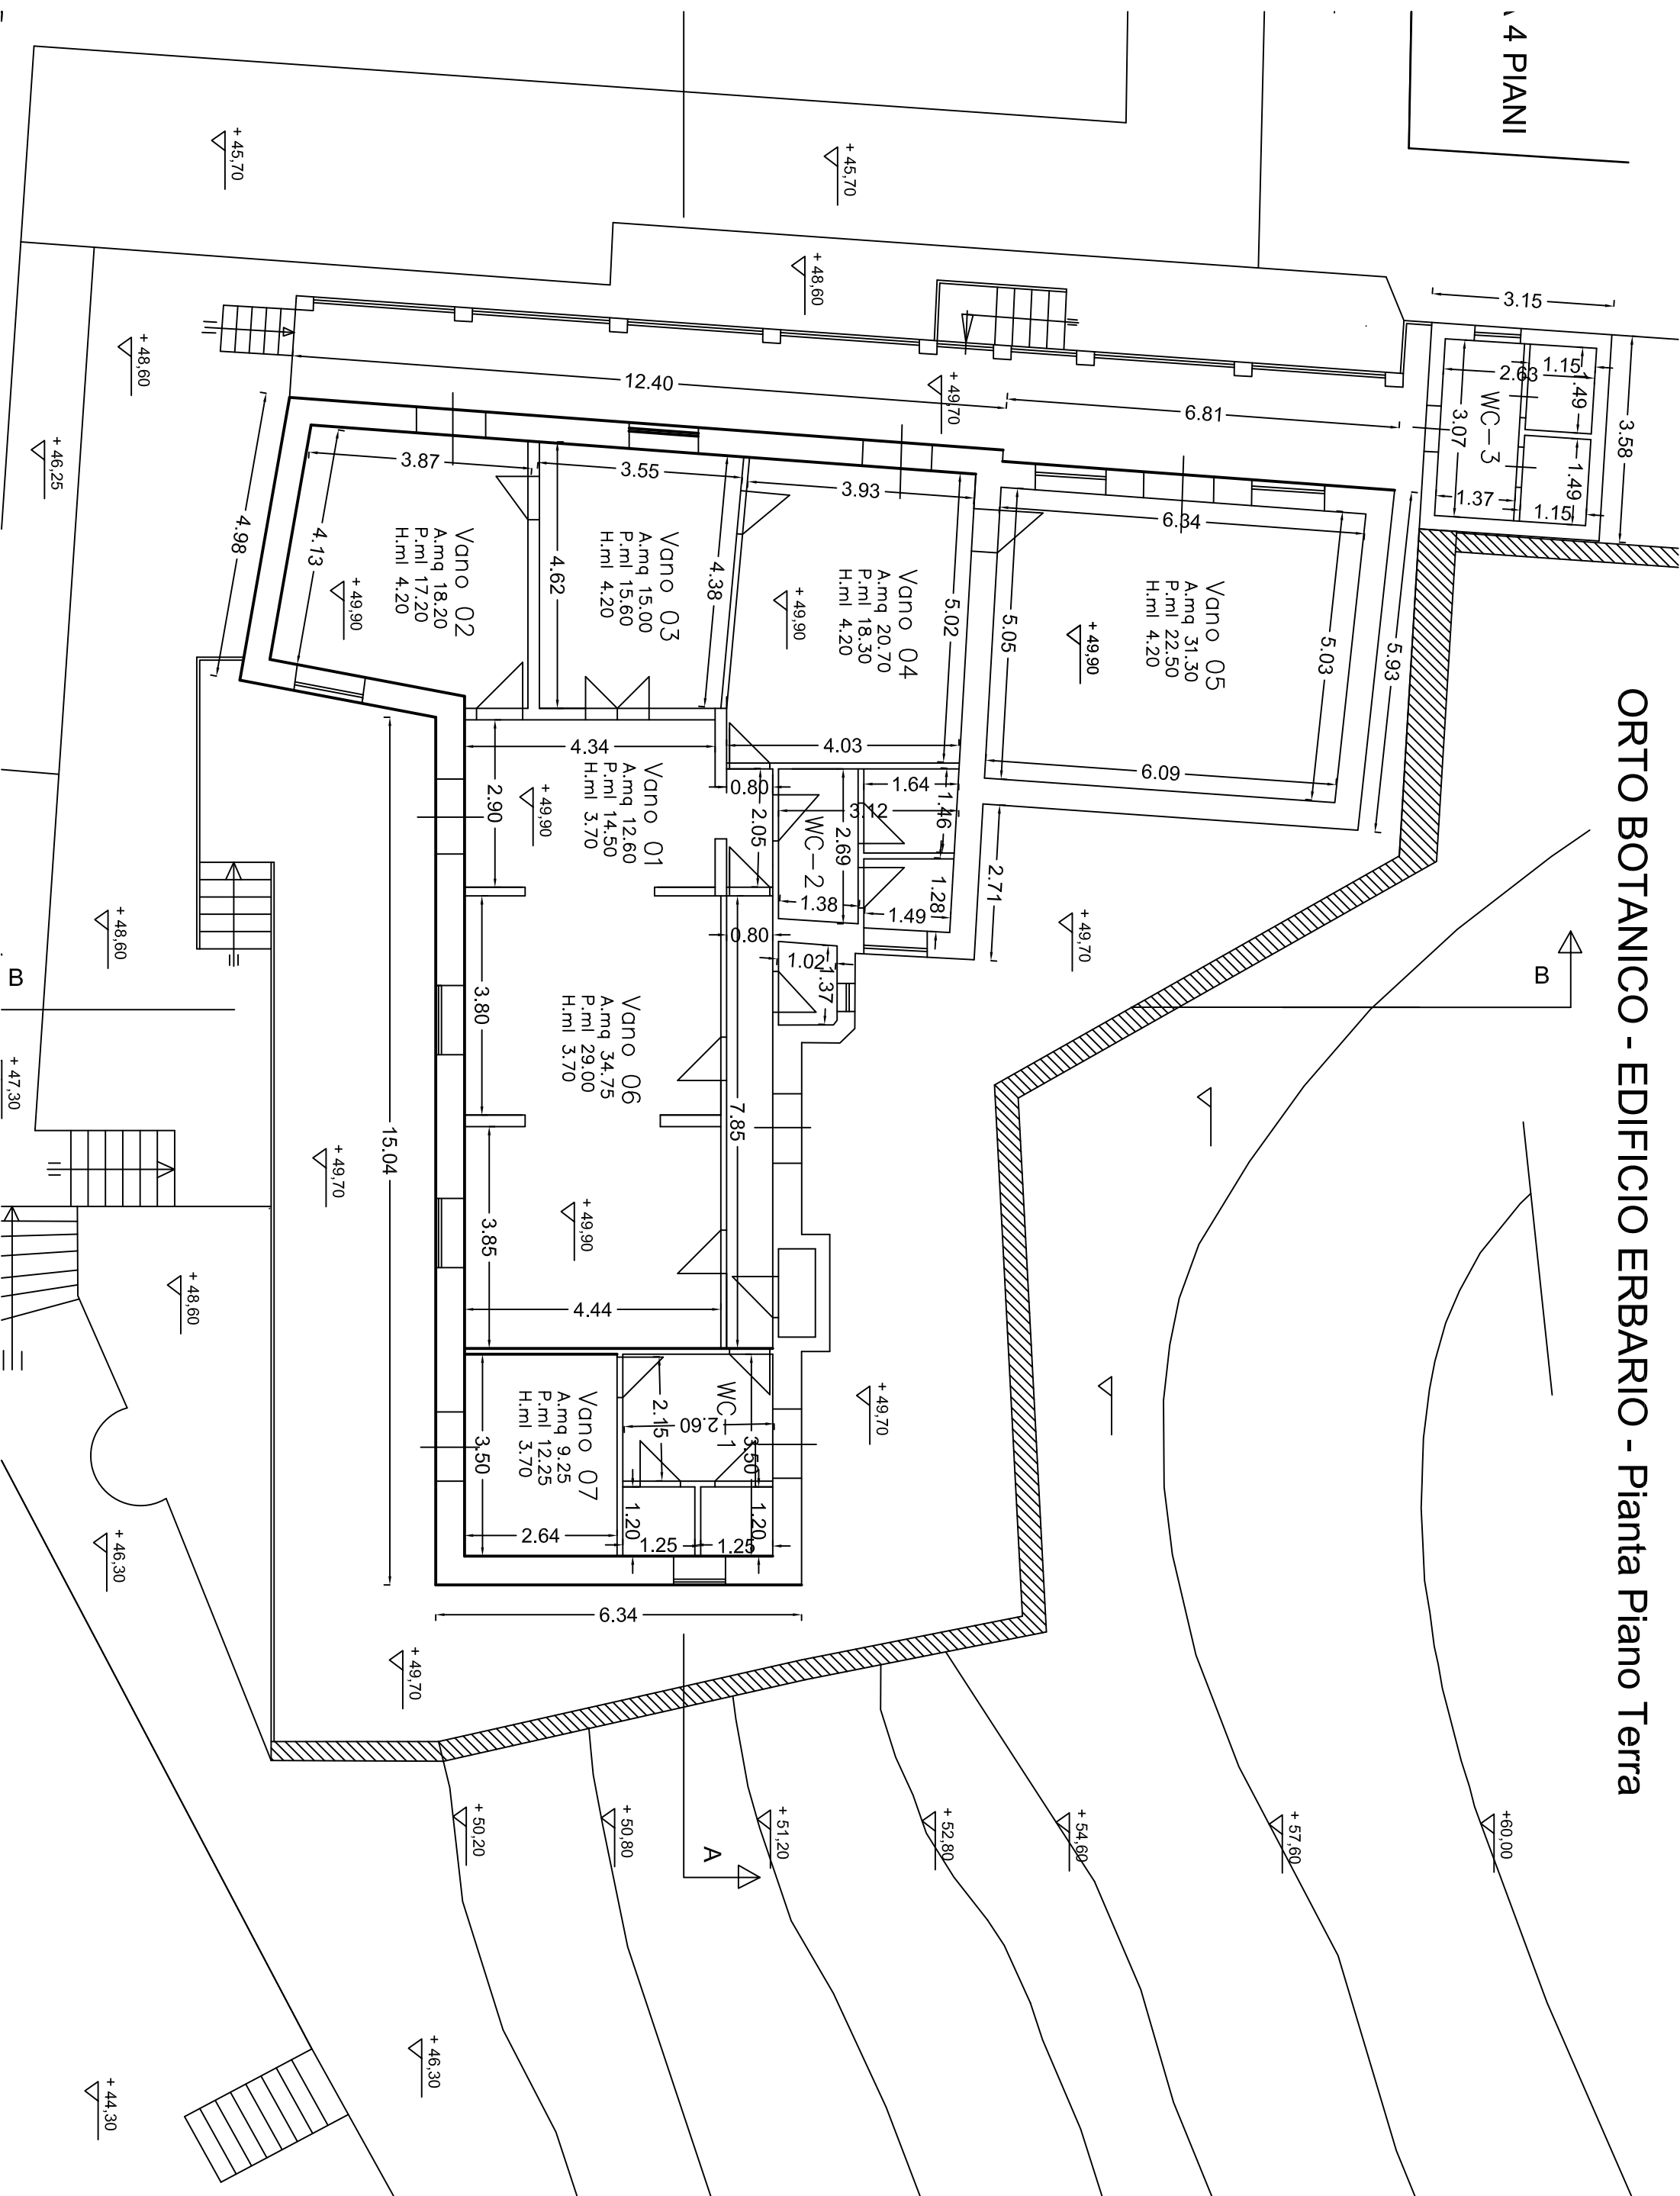 ORTO BOTANICO - EDIFICIO ERBARIO - Pianta Piano Terra
4 PIANI
3.15
3.58
2.63
1.15
1.49
WC-3
3.07
1.49
1.37
1.15
+45,70
+45,70
+48,60
+48,60
+46,25
+49,70
12.40
6.81
4.98
3.87
4.13
Vano 02
A.mq 18.20
P.ml 17.20
H.ml 4.20
+49,90
3.55
4.62
4.38
Vano 03
A.mq 15.00
P.ml 15.60
H.ml 4.20
3.93
5.02
4.03
Vano 04
A.mq 20.70
P.ml 18.30
H.ml 4.20
+49,90
6.34
5.05
5.03
5.93
6.09
Vano 05
A.mq 31.30
P.ml 22.50
H.ml 4.20
+49,90
4.34
2.90
Vano 01
A.mq 12.60
P.ml 14.50
H.ml 3.70
+49,90
0.80
2.05
1.64
3.12
1.46
WC-2
2.69
1.38
1.49
1.28
2.71
0.80
1.02
1.37
+49,70
B
B
3.80
Vano 06
A.mq 34.75
P.ml 29.00
H.ml 3.70
7.85
3.85
+49,90
4.44
15.04
+48,60
+47,30
+49,70
+48,60
+49,70
3.50
Vano 07
A.mq 9.25
P.ml 12.25
H.ml 3.70
2.64
WC-1
2.15
2.60
3.50
1.20
1.20
1.25
1.25
6.34
+49,70
+46,30
A
+50,20
+50,80
+51,20
+52,80
+54,60
+57,60
+60,00
+46,30
+44,30